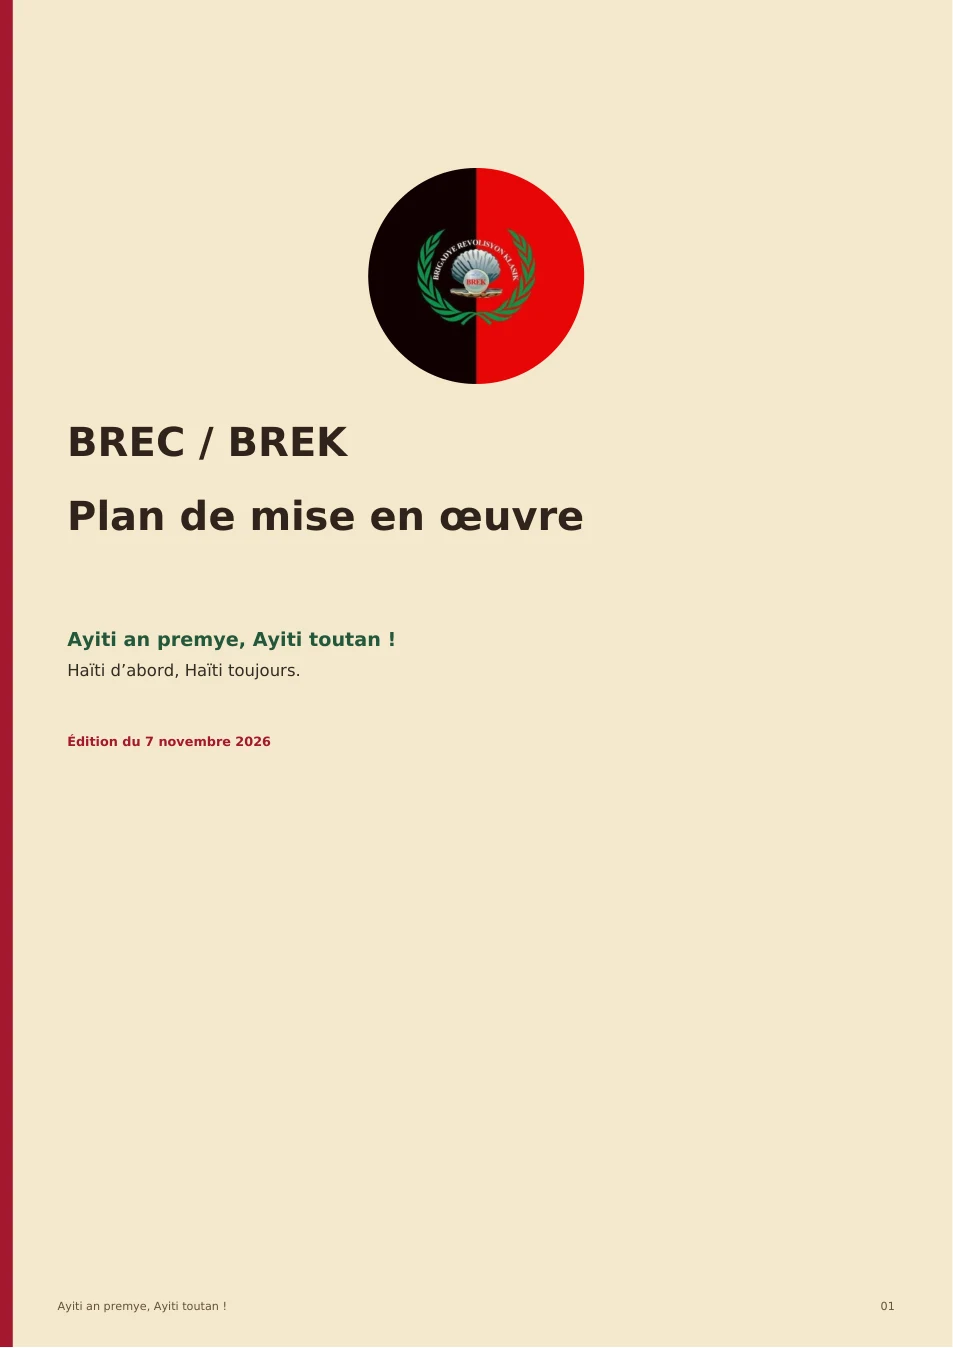 BRIGADYE REVOLISYON KLASIK
BREK
BREC / BREK
Plan de mise en œuvre
Ayiti an premye, Ayiti toutan !
Haïti d’abord, Haïti toujours.
Édition du 7 novembre 2026
Ayiti an premye, Ayiti toutan !
01